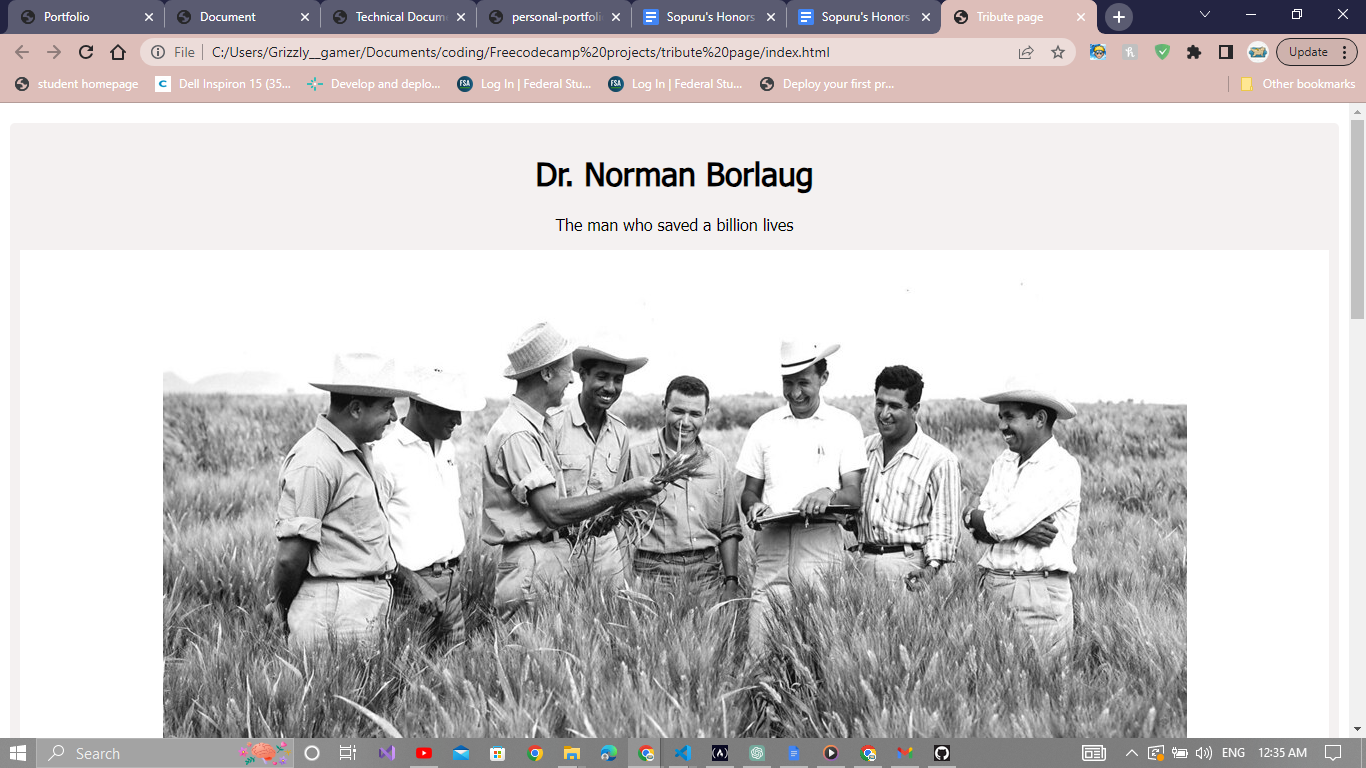 Portfolio
Document
Technical Docum
personal-portfoli
Sopuru's Honors
Sopuru's Honors
Tribute page
File
C:/Users/Grizzly__gamer/Documents/coding/Freecodecamp%20projects/tribute%20page/index.html
Update
student homepage
Dell Inspiron 15 (35...
Develop and deplo...
FSA
Log In | Federal Stu...
FSA
Log In | Federal Stu...
Deploy your first pr...
Other bookmarks
Dr. Norman Borlaug
The man who saved a billion lives
Search
ENG
12:35 AM